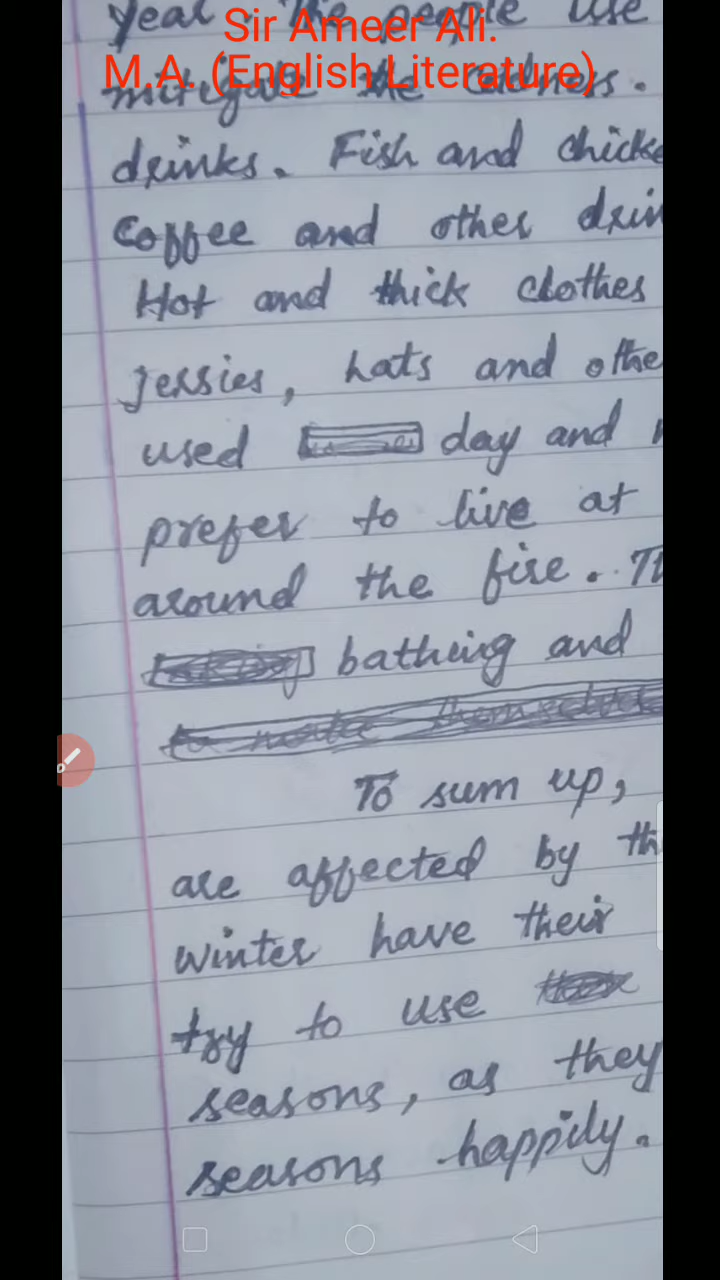 year. The people use
Sir Ameer Ali.
M.A. (English Literature)
mitigate the coldness.
drinks. Fish and chicke
Coffee and other drin
Hot and thick clothes
jersies, hats and othe
used day and
prefer to live at
around the fire. Th
bathing and
To sum up,
are affected by th
winter have their
try to use
seasons, as they
seasons happily.